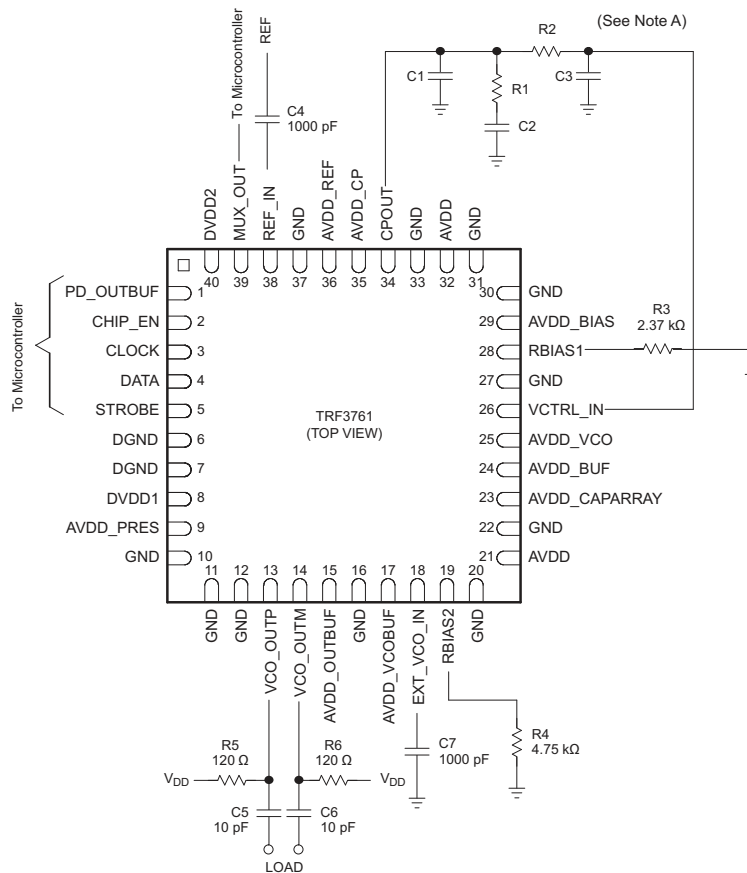 (See Note A)
R2
C1
R1
C3
C2
REF
To Microcontroller
C4
1000 pF
DVDD2
MUX_OUT
REF_IN
GND
AVDD_REF
AVDD_CP
CPOUT
GND
AVDD
GND
40
39
38
37
36
35
34
33
32
31
To Microcontroller
PD_OUTBUF 1
CHIP_EN 2
CLOCK 3
DATA 4
STROBE 5
DGND 6
DGND 7
DVDD1 8
AVDD_PRES 9
GND 10
TRF3761
(TOP VIEW)
30 GND
29 AVDD_BIAS
28 RBIAS1
27 GND
26 VCTRL_IN
25 AVDD_VCO
24 AVDD_BUF
23 AVDD_CAPARRAY
22 GND
21 AVDD
R3
2.37 kΩ
11
12
13
14
15
16
17
18
19
20
GND
GND
VCO_OUTP
VCO_OUTM
AVDD_OUTBUF
GND
AVDD_VCOBUF
EXT_VCO_IN
RBIAS2
GND
R5
120 Ω
R6
120 Ω
VDD
VDD
C5
10 pF
C6
10 pF
LOAD
C7
1000 pF
R4
4.75 kΩ